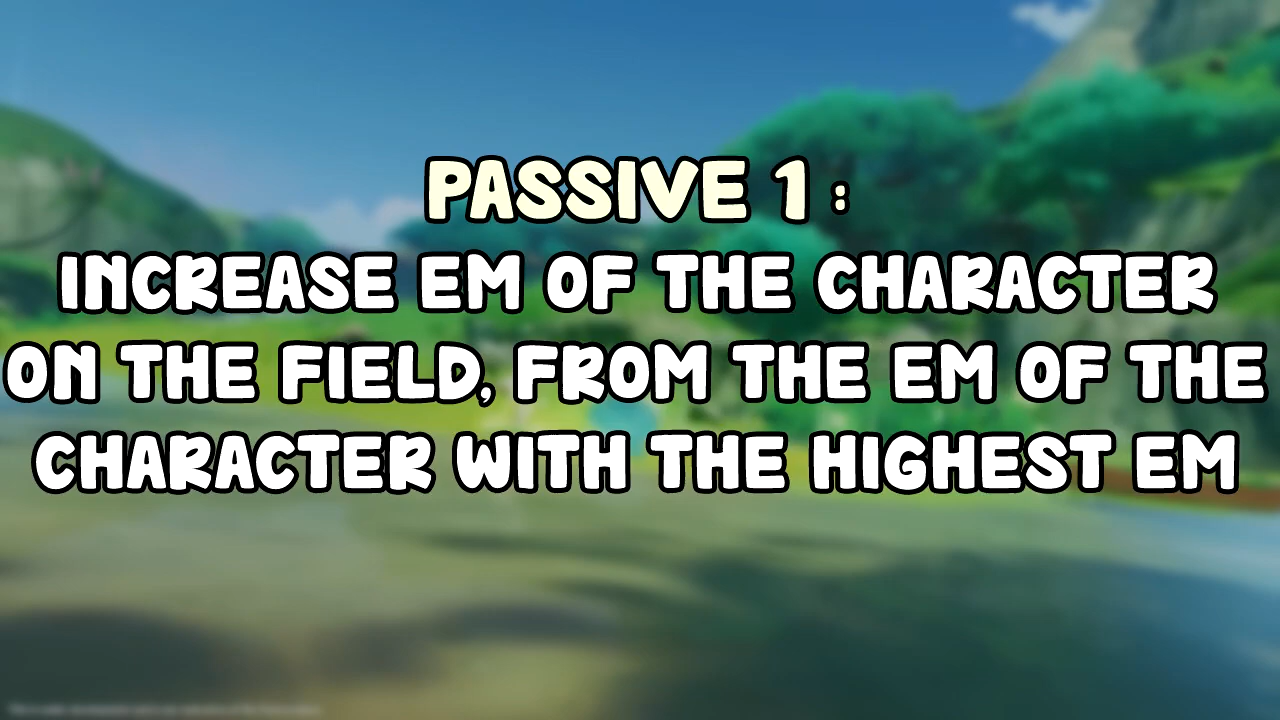 PASSIVE 1 :
INCREASE EM OF THE CHARACTER
ON THE FIELD, FROM THE EM OF THE
CHARACTER WITH THE HIGHEST EM